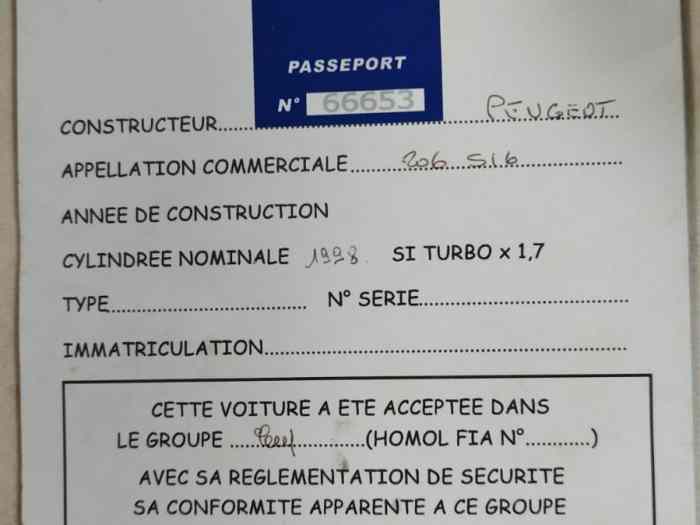 PASSEPORT
N° 66653
CONSTRUCTEUR..............PEUGEOT
APPELLATION COMMERCIALE..........206 S16..........
ANNEE DE CONSTRUCTION
CYLINDREE NOMINALE 1998 SI TURBO x 1,7
TYPE.............................. N° SERIE..............................
IMMATRICULATION..................................................
CETTE VOITURE A ETE ACCEPTEE DANS
LE GROUPE ....................(HOMOL FIA N°...........)
AVEC SA REGLEMENTATION DE SECURITE
SA CONFORMITE APPARENTE A CE GROUPE